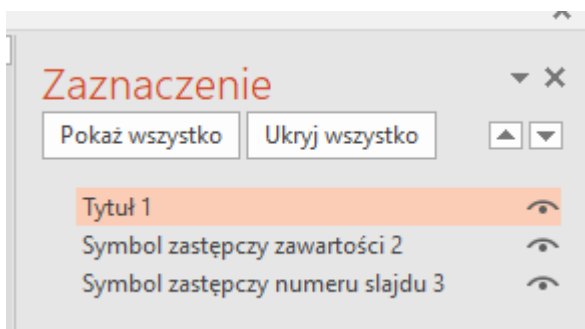 Zaznaczenie
Pokaż wszystko Ukryj wszystko
Tytuł 1
Symbol zastępczy zawartości 2
Symbol zastępczy numeru slajdu 3